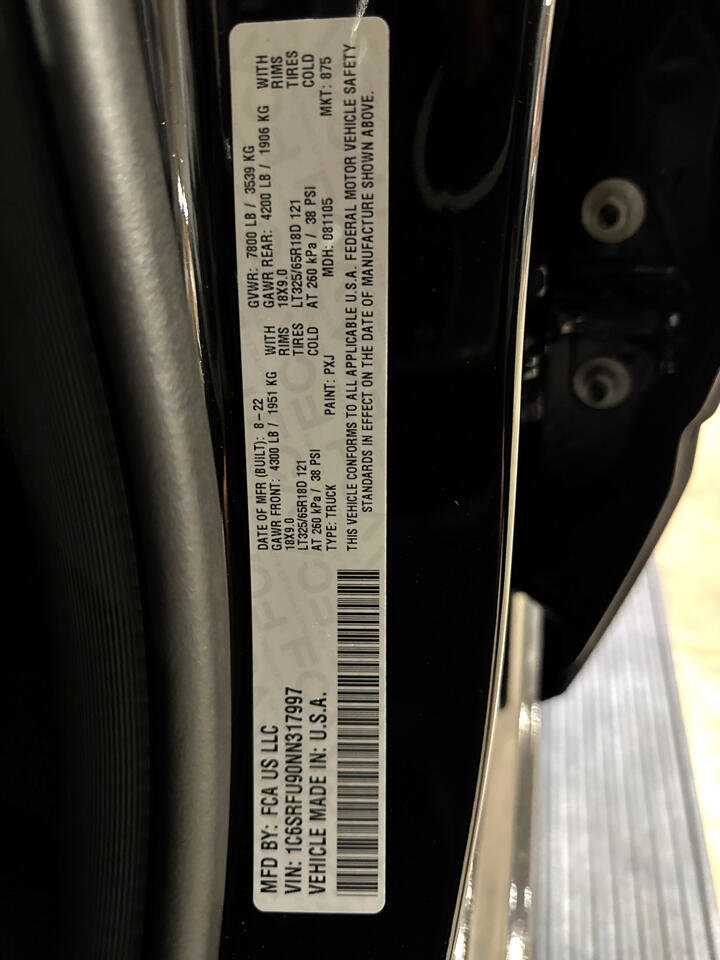 MFD BY: FCA US LLC
VIN: 1C6SRFU90NN317997
VEHICLE MADE IN: U.S.A.
DATE OF MFR (BUILT): 8-22
GAWR FRONT: 4300 LB / 1951 KG WITH
18X9.0 RIMS
LT325/65R18D 121 TIRES
AT 260 kPa / 38 PSI COLD
TYPE: TRUCK PAINT: PXJ
GVWR: 7800 LB / 3539 KG
GAWR REAR: 4200 LB / 1906 KG WITH
18X9.0 RIMS
LT325/65R18D 121 TIRES
AT 260 kPa / 38 PSI COLD
MDH: 081105 MKT: 875
THIS VEHICLE CONFORMS TO ALL APPLICABLE U.S.A. FEDERAL MOTOR VEHICLE SAFETY
STANDARDS IN EFFECT ON THE DATE OF MANUFACTURE SHOWN ABOVE.